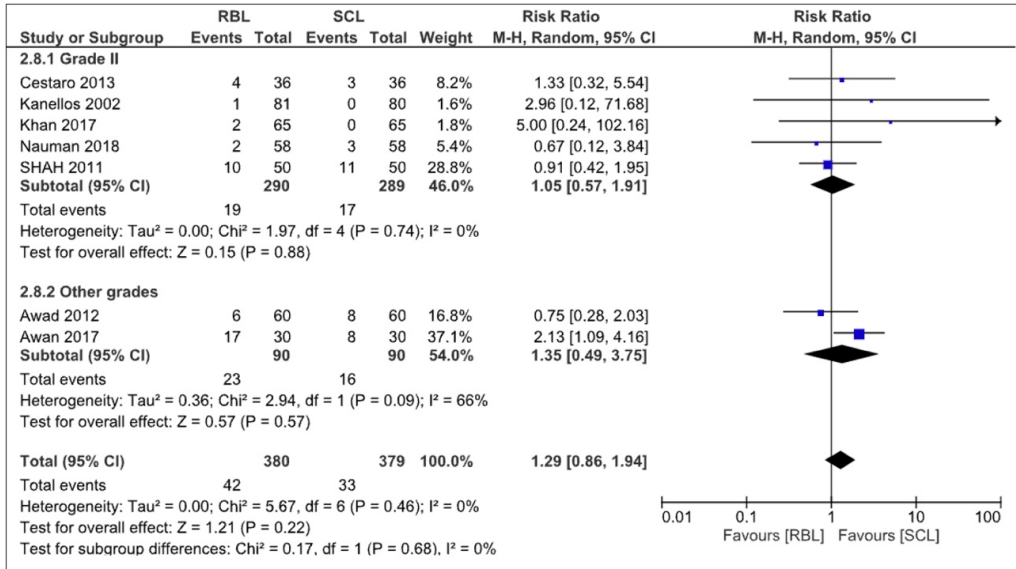 RBL SCL Risk Ratio Risk Ratio
Study or Subgroup Events Total Events Total Weight M-H, Random, 95% CI M-H, Random, 95% CI
2.8.1 Grade II
Cestaro 2013 4 36 3 36 8.2% 1.33 [0.32, 5.54]
Kanellos 2002 1 81 0 80 1.6% 2.96 [0.12, 71.68]
Khan 2017 2 65 0 65 1.8% 5.00 [0.24, 102.16]
Nauman 2018 2 58 3 58 5.4% 0.67 [0.12, 3.84]
SHAH 2011 10 50 11 50 28.8% 0.91 [0.42, 1.95]
Subtotal (95% CI) 290 289 46.0% 1.05 [0.57, 1.91]
Total events 19 17
Heterogeneity: Tau² = 0.00; Chi² = 1.97, df = 4 (P = 0.74); I² = 0%
Test for overall effect: Z = 0.15 (P = 0.88)
2.8.2 Other grades
Awad 2012 6 60 8 60 16.8% 0.75 [0.28, 2.03]
Awan 2017 17 30 8 30 37.1% 2.13 [1.09, 4.16]
Subtotal (95% CI) 90 90 54.0% 1.35 [0.49, 3.75]
Total events 23 16
Heterogeneity: Tau² = 0.36; Chi² = 2.94, df = 1 (P = 0.09); I² = 66%
Test for overall effect: Z = 0.57 (P = 0.57)
Total (95% CI) 380 379 100.0% 1.29 [0.86, 1.94]
Total events 42 33
Heterogeneity: Tau² = 0.00; Chi² = 5.67, df = 6 (P = 0.46); I² = 0%
Test for overall effect: Z = 1.21 (P = 0.22)
Test for subgroup differences: Chi² = 0.17, df = 1 (P = 0.68), I² = 0%
0.01 0.1 1 10 100
Favours [RBL] Favours [SCL]